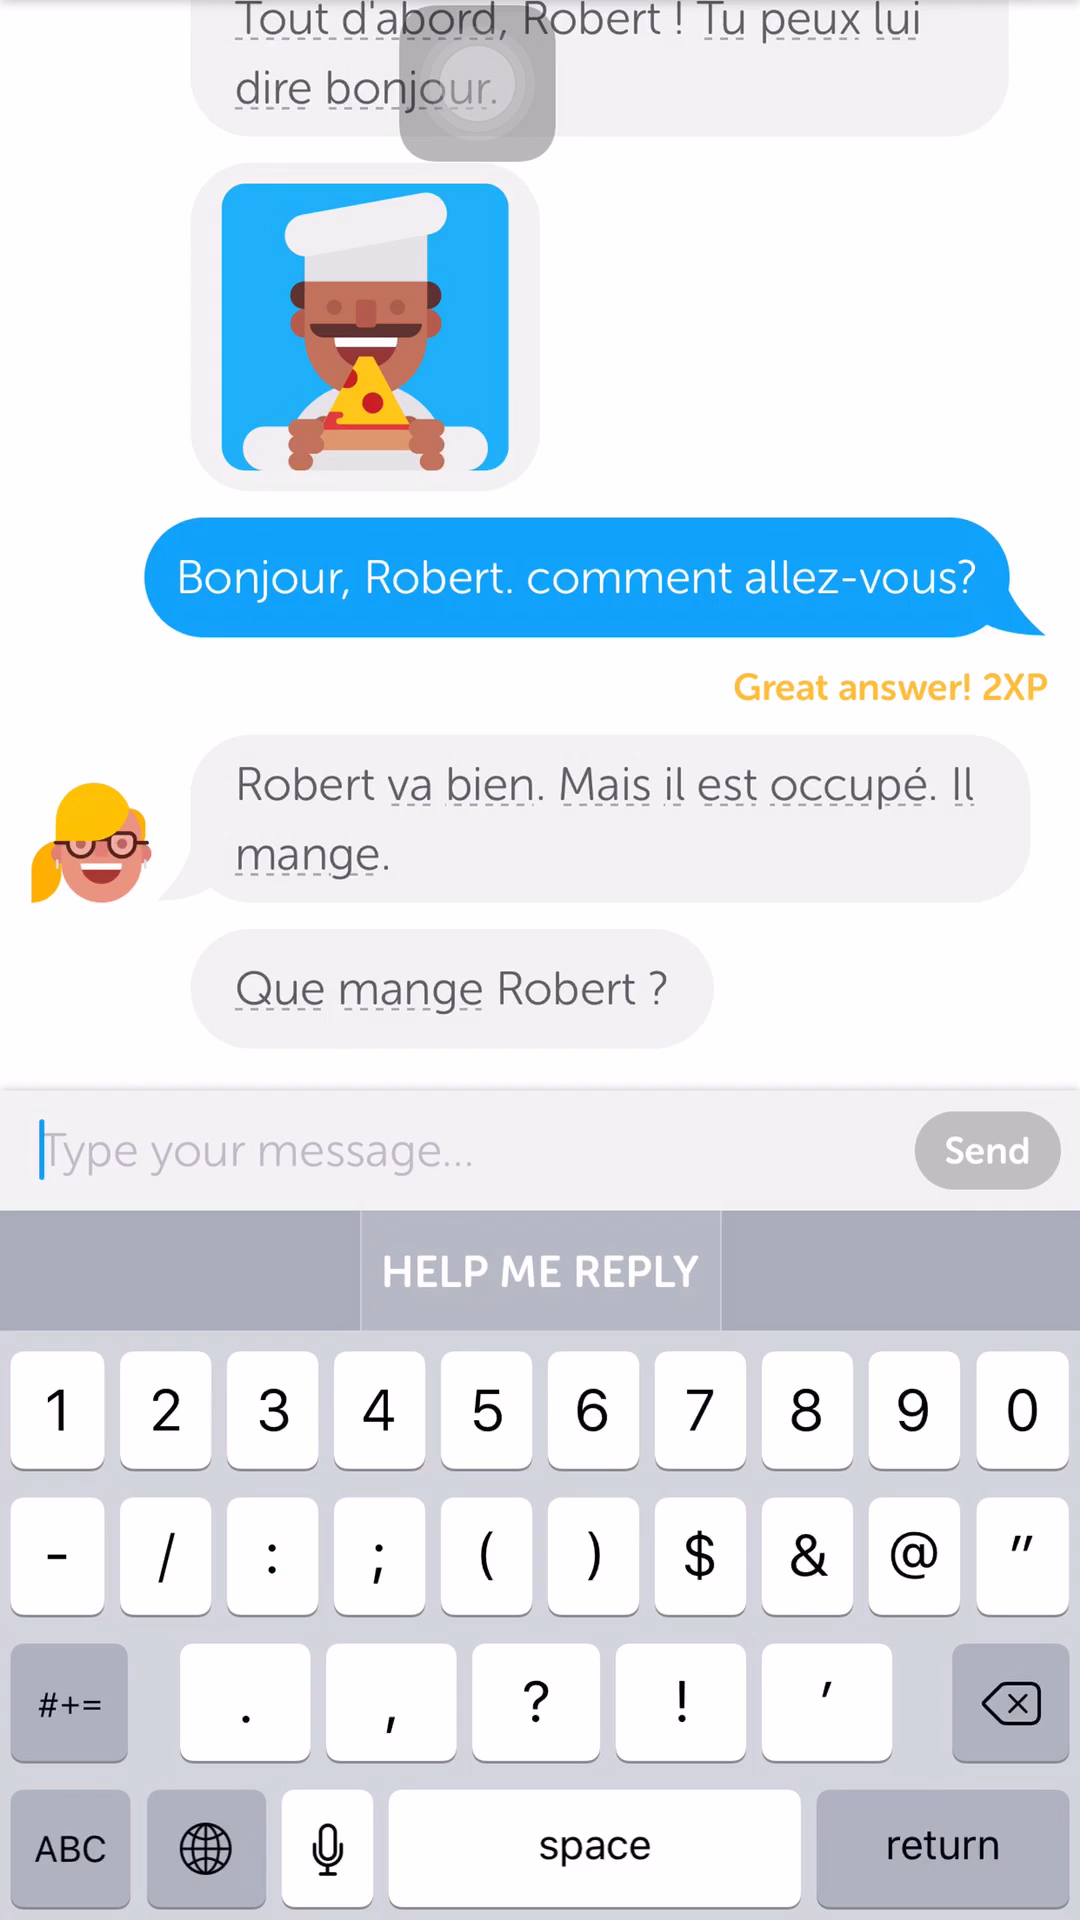 Tout d'abord, Robert ! Tu peux lui
dire bonjour.
Bonjour, Robert. comment allez-vous?
Great answer! 2XP
Robert va bien. Mais il est occupé. Il
mange.
Que mange Robert ?
Type your message...
Send
HELP ME REPLY
1 2 3 4 5 6 7 8 9 0
- / : ; ( ) $ & @ "
#+= . , ? ! '
ABC space return